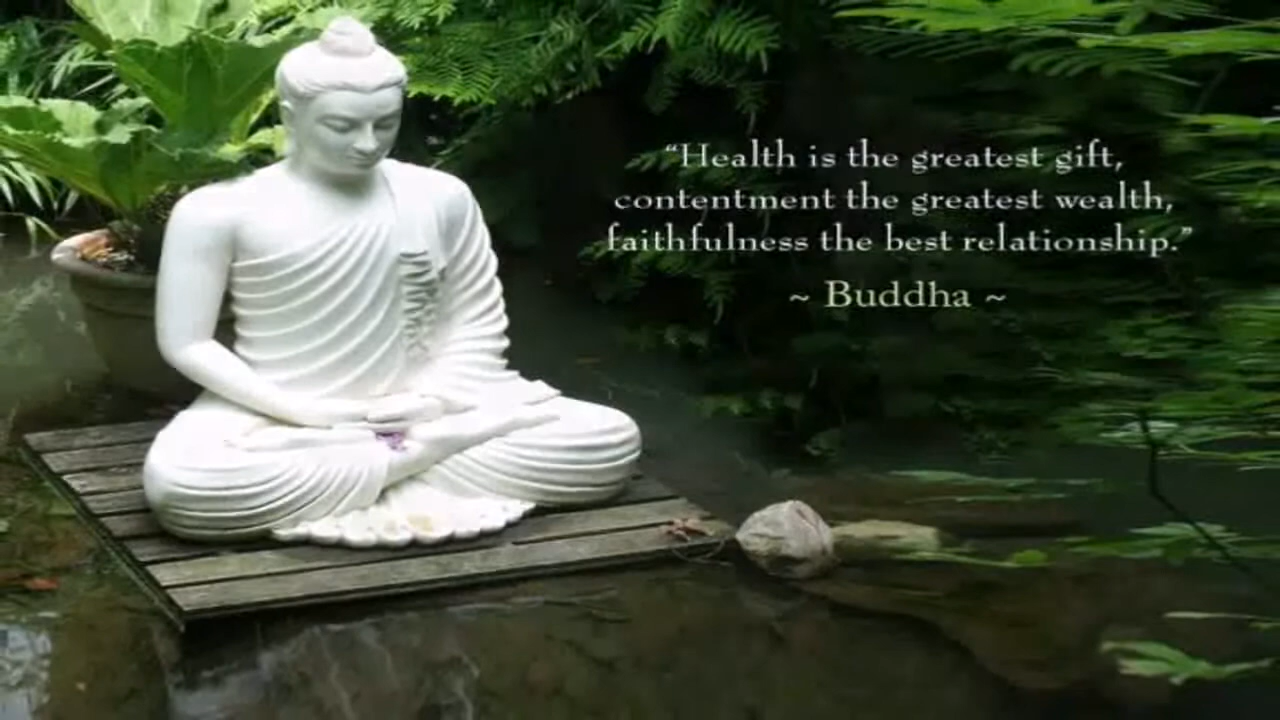 “Health is the greatest gift,
contentment the greatest wealth,
faithfulness the best relationship.”
~ Buddha ~